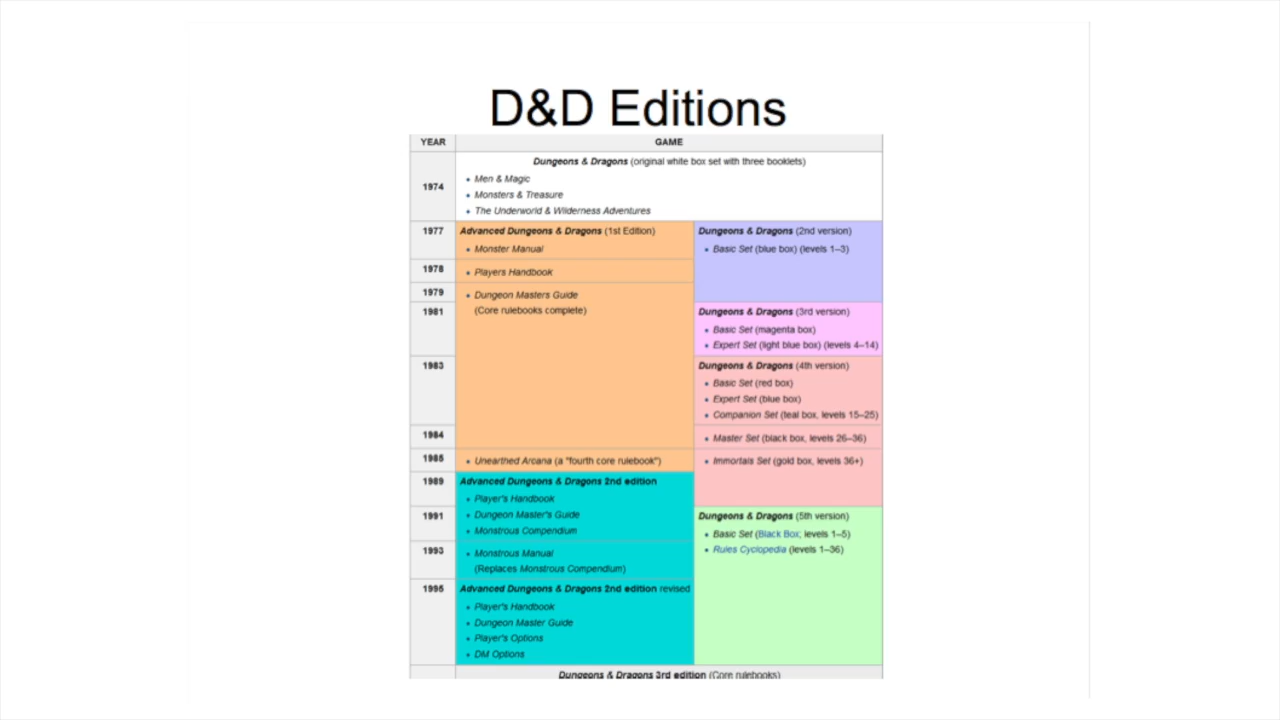 D&D Editions
YEAR GAME
Dungeons & Dragons (original white box set with three booklets)
1974
• Men & Magic
• Monsters & Treasure
• The Underworld & Wilderness Adventures
1977 Advanced Dungeons & Dragons (1st Edition) Dungeons & Dragons (2nd version)
• Monster Manual • Basic Set (blue box) (levels 1–3)
1978 • Players Handbook
1979 • Dungeon Masters Guide
1981 (Core rulebooks complete) Dungeons & Dragons (3rd version)
• Basic Set (magenta box)
• Expert Set (light blue box) (levels 4–14)
1983 Dungeons & Dragons (4th version)
• Basic Set (red box)
• Expert Set (blue box)
• Companion Set (teal box, levels 15–25)
1984 • Master Set (black box, levels 26–36)
1985 • Unearthed Arcana (a "fourth core rulebook") • Immortals Set (gold box, levels 36+)
1989 Advanced Dungeons & Dragons 2nd edition
• Player's Handbook
1991 • Dungeon Master's Guide Dungeons & Dragons (5th version)
• Monstrous Compendium • Basic Set (Black Box; levels 1–5)
1993 • Monstrous Manual • Rules Cyclopedia (levels 1–36)
(Replaces Monstrous Compendium)
1995 Advanced Dungeons & Dragons 2nd edition revised
• Player's Handbook
• Dungeon Master Guide
• Player's Options
• DM Options
Dungeons & Dragons 3rd edition (Core rulebooks)